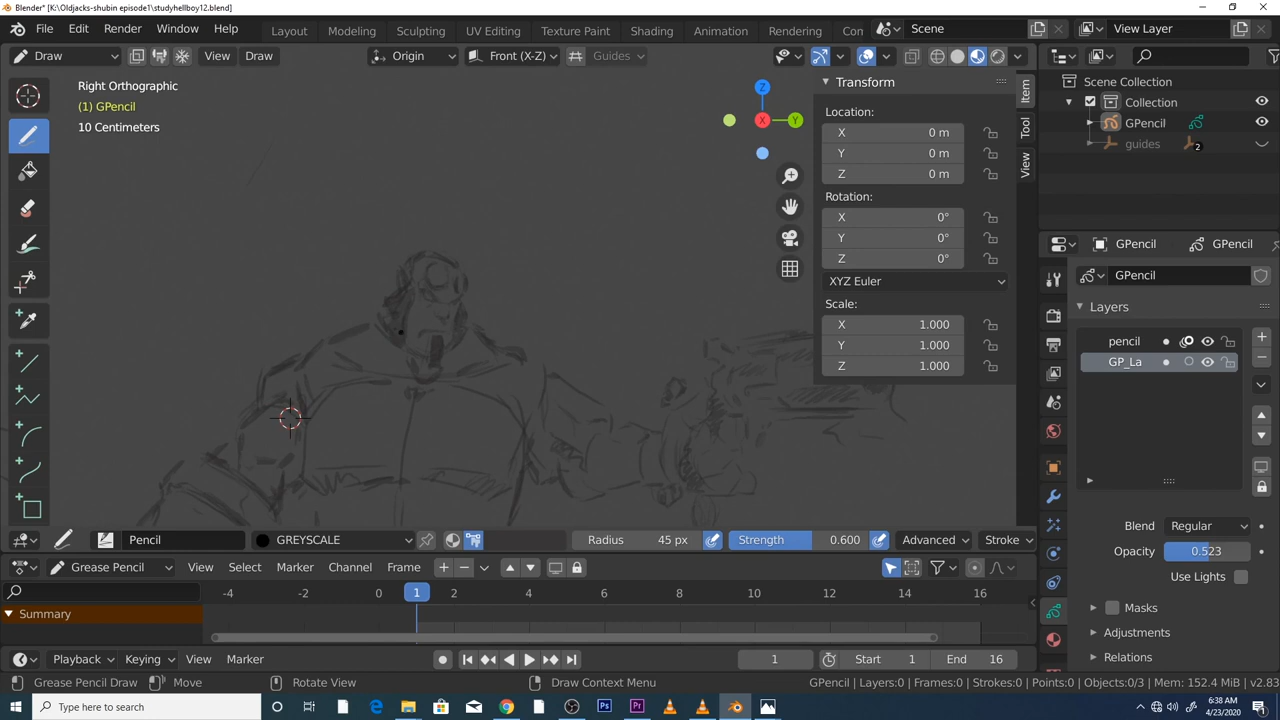 Blender* [K:\Oldjacks-shubin episode1\studyhellboy12.blend]
File Edit Render Window Help Layout Modeling Sculpting UV Editing Texture Paint Shading Animation Rendering Scene View Layer
Draw View Draw Origin Front (X-Z) Guides
Right Orthographic
(1) GPencil
10 Centimeters
Z
X
Y
Transform
Location:
X 0 m
Y 0 m
Z 0 m
Rotation:
X 0°
Y 0°
Z 0°
XYZ Euler
Scale:
X 1.000
Y 1.000
Z 1.000
Item
Tool
View
Scene Collection
Collection
GPencil
guides 2
GPencil GPencil
GPencil
Layers
pencil
GP_La
Blend Regular
Opacity 0.523
Use Lights
Masks
Adjustments
Relations
Pencil GREYSCALE Radius 45 px Strength 0.600 Advanced Stroke
Grease Pencil View Select Marker Channel Frame
-4 -2 0 1 2 4 6 8 10 12 14 16
Summary
Playback Keying View Marker 1 Start 1 End 16
Grease Pencil Draw Move Rotate View Draw Context Menu GPencil | Layers:0 | Frames:0 | Strokes:0 | Points:0 | Objects:0/3 | Mem: 152.4 MiB | v2.83
Type here to search Ps Pr 6:38 AM
4/23/2020